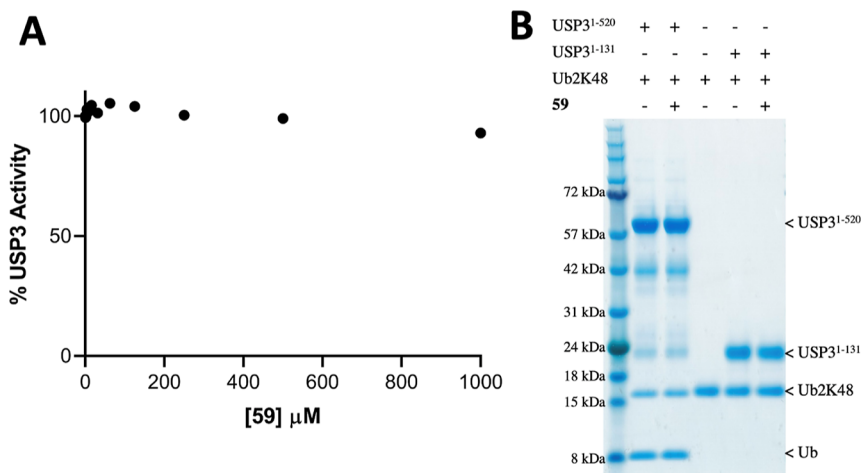 A
% USP3 Activity
100
50
0
0 200 400 600 800 1000
[59] μM
B
USP3¹⁻⁵²⁰ + + - - -
USP3¹⁻¹³¹ - - - + +
Ub2K48 + + + + +
59 - + - - +
72 kDa
57 kDa
42 kDa
31 kDa
24 kDa
18 kDa
15 kDa
8 kDa
< USP3¹⁻⁵²⁰
< USP3¹⁻¹³¹
< Ub2K48
< Ub